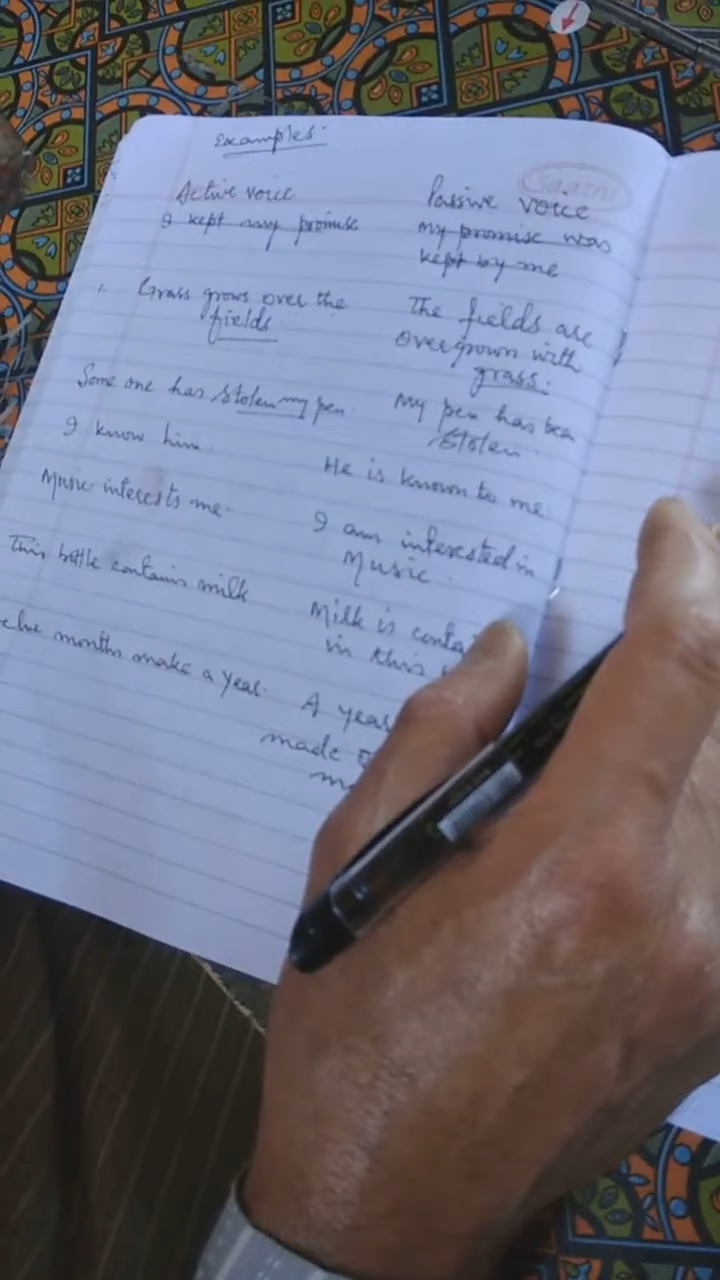 Examples:
Saathi
Active voice
Passive voice
I kept my promise
My promise was
kept by me
1. Grass grows over the
fields.
The fields are
overgrown with
grass.
Some one has stolen my pen.
My pen has been
stolen.
I know him.
He is known to me
Music interests me.
I am interested in
Music.
This bottle contains milk
Milk is
in this
months make a year.
A year
made